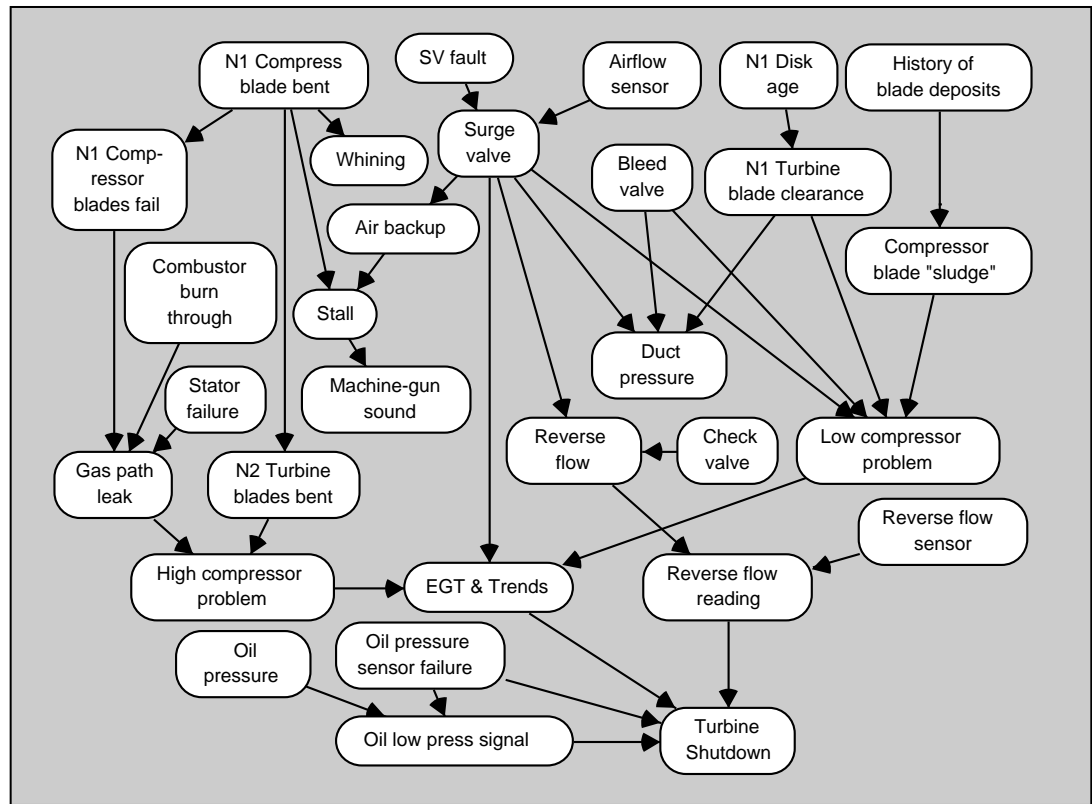 N1 Compress
blade bent
SV fault
Airflow
sensor
N1 Disk
age
History of
blade deposits
N1 Comp-
ressor
blades fail
Whining
Surge
valve
Bleed
valve
N1 Turbine
blade clearance
Air backup
Combustor
burn
through
Compressor
blade "sludge"
Stall
Duct
pressure
Stator
failure
Machine-gun
sound
Gas path
leak
N2 Turbine
blades bent
Reverse
flow
Check
valve
Low compressor
problem
Reverse flow
sensor
High compressor
problem
EGT & Trends
Reverse flow
reading
Oil
pressure
Oil pressure
sensor failure
Oil low press signal
Turbine
Shutdown